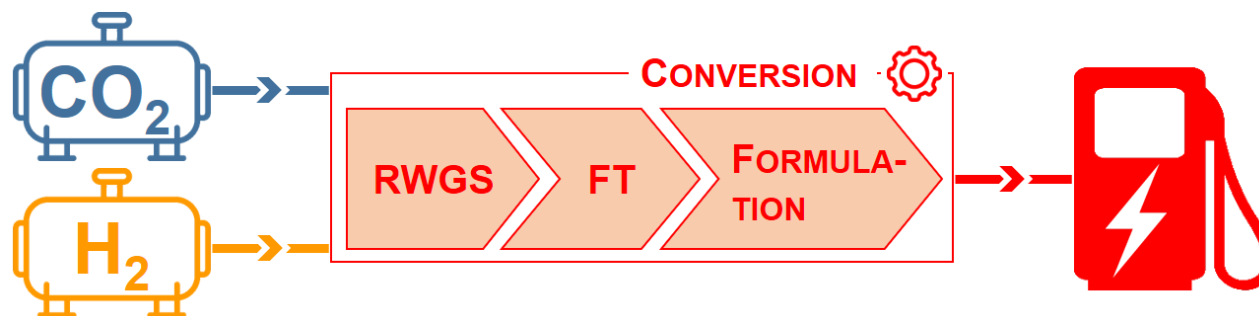 CO₂
H₂
CONVERSION
RWGS
FT
FORMULA-
TION